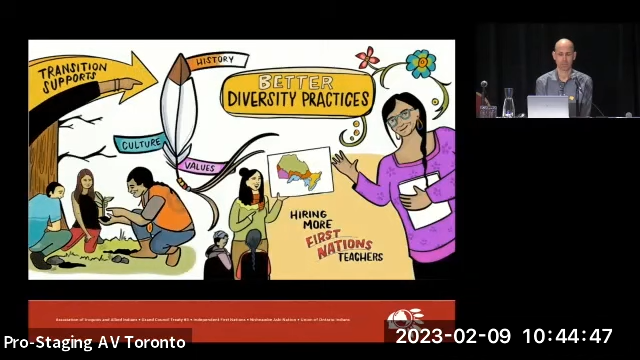 TRANSITION
SUPPORTS
HISTORY
BETTER
DIVERSITY PRACTICES
CULTURE
VALUES
HIRING
MORE
FIRST
NATIONS
TEACHERS
Association of Iroquois and Allied Indians • Grand Council Treaty #3 • Independent First Nations • Nishnawbe Aski Nation • Union of Ontario Indians
Pro-Staging AV Toronto
2023-02-09 10:44:47